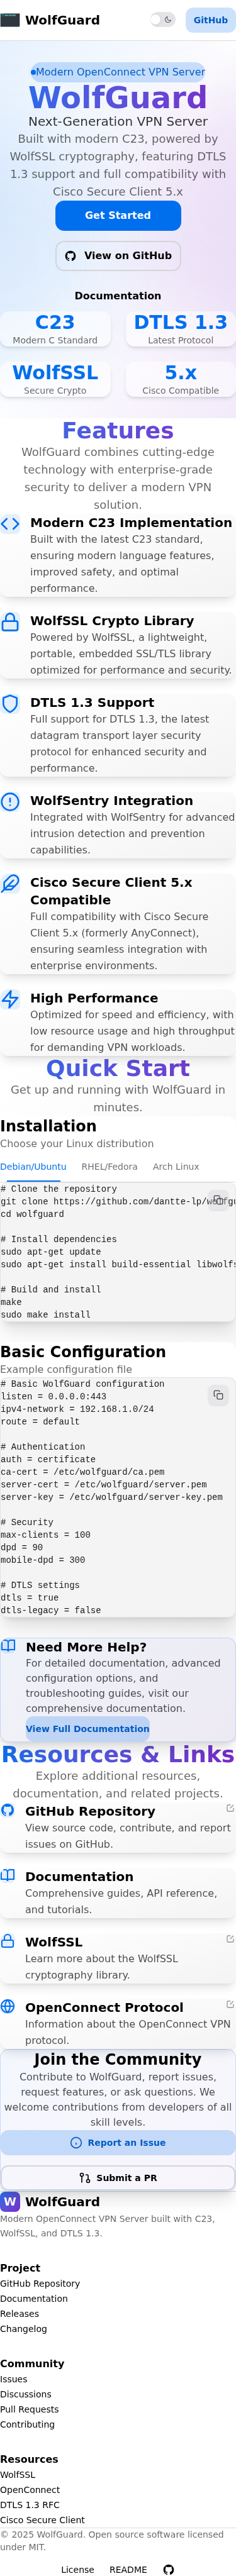 WolfGuard
GitHub
Modern OpenConnect VPN Server
WolfGuard
Next-Generation VPN Server
Built with modern C23, powered by
WolfSSL cryptography, featuring DTLS
1.3 support and full compatibility with
Cisco Secure Client 5.x
Get Started
View on GitHub
Documentation
C23
Modern C Standard
DTLS 1.3
Latest Protocol
WolfSSL
Secure Crypto
5.x
Cisco Compatible
Features
WolfGuard combines cutting-edge
technology with enterprise-grade
security to deliver a modern VPN
solution.
Modern C23 Implementation
Built with the latest C23 standard,
ensuring modern language features,
improved safety, and optimal
performance.
WolfSSL Crypto Library
Powered by WolfSSL, a lightweight,
portable, embedded SSL/TLS library
optimized for performance and security.
DTLS 1.3 Support
Full support for DTLS 1.3, the latest
datagram transport layer security
protocol for enhanced security and
performance.
WolfSentry Integration
Integrated with WolfSentry for advanced
intrusion detection and prevention
capabilities.
Cisco Secure Client 5.x
Compatible
Full compatibility with Cisco Secure
Client 5.x (formerly AnyConnect),
ensuring seamless integration with
enterprise environments.
High Performance
Optimized for speed and efficiency, with
low resource usage and high throughput
for demanding VPN workloads.
Quick Start
Get up and running with WolfGuard in
minutes.
Installation
Choose your Linux distribution
Debian/Ubuntu RHEL/Fedora Arch Linux
# Clone the repository
git clone https://github.com/dantte-lp/wolfgu
cd wolfguard
# Install dependencies
sudo apt-get update
sudo apt-get install build-essential libwolfs
# Build and install
make
sudo make install
Basic Configuration
Example configuration file
# Basic WolfGuard configuration
listen = 0.0.0.0:443
ipv4-network = 192.168.1.0/24
route = default
# Authentication
auth = certificate
ca-cert = /etc/wolfguard/ca.pem
server-cert = /etc/wolfguard/server.pem
server-key = /etc/wolfguard/server-key.pem
# Security
max-clients = 100
dpd = 90
mobile-dpd = 300
# DTLS settings
dtls = true
dtls-legacy = false
Need More Help?
For detailed documentation, advanced
configuration options, and
troubleshooting guides, visit our
comprehensive documentation.
View Full Documentation
Resources & Links
Explore additional resources,
documentation, and related projects.
GitHub Repository
View source code, contribute, and report
issues on GitHub.
Documentation
Comprehensive guides, API reference,
and tutorials.
WolfSSL
Learn more about the WolfSSL
cryptography library.
OpenConnect Protocol
Information about the OpenConnect VPN
protocol.
Join the Community
Contribute to WolfGuard, report issues,
request features, or ask questions. We
welcome contributions from developers of all
skill levels.
Report an Issue
Submit a PR
W WolfGuard
Modern OpenConnect VPN Server built with C23,
WolfSSL, and DTLS 1.3.
Project
GitHub Repository
Documentation
Releases
Changelog
Community
Issues
Discussions
Pull Requests
Contributing
Resources
WolfSSL
OpenConnect
DTLS 1.3 RFC
Cisco Secure Client
© 2025 WolfGuard. Open source software licensed
under MIT.
License README